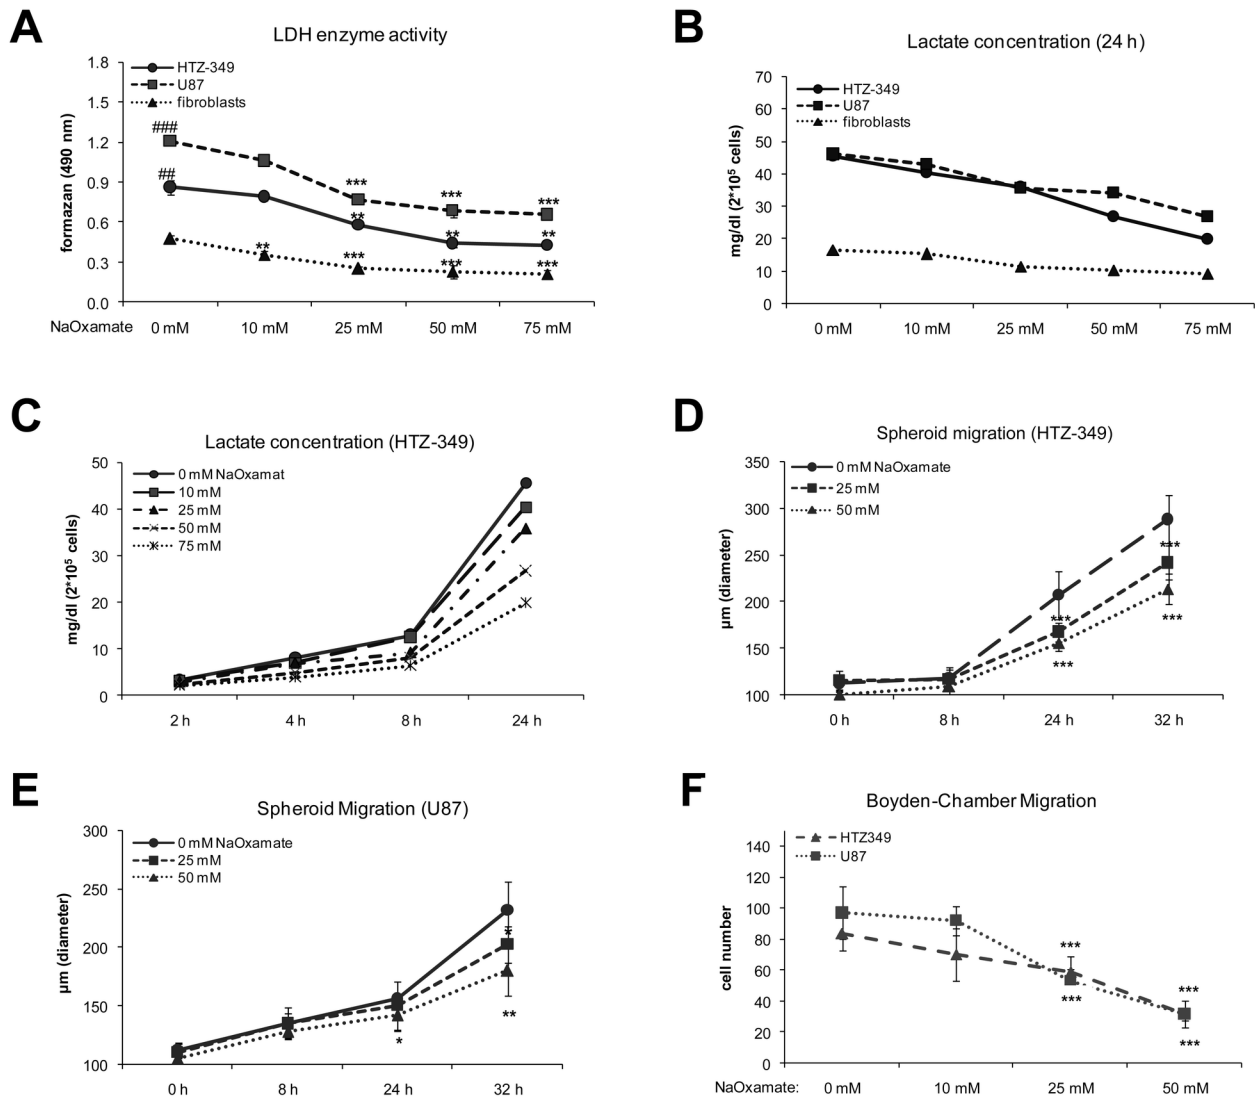 A
LDH enzyme activity
formazan (490 nm)
1.8
1.5
1.2
0.9
0.6
0.3
0.0
HTZ-349
U87
fibroblasts
###
##
***
***
***
**
**
**
**
***
***
***
NaOxamate 0 mM 10 mM 25 mM 50 mM 75 mM
B
Lactate concentration (24 h)
mg/dl (2*10⁵ cells)
70
60
50
40
30
20
10
0
HTZ-349
U87
fibroblasts
0 mM 10 mM 25 mM 50 mM 75 mM
C
Lactate concentration (HTZ-349)
mg/dl (2*10⁵ cells)
50
40
30
20
10
0
0 mM NaOxamat
10 mM
25 mM
50 mM
75 mM
2 h 4 h 8 h 24 h
D
Spheroid migration (HTZ-349)
µm (diameter)
350
300
250
200
150
100
0 mM NaOxamate
25 mM
50 mM
***
***
***
***
0 h 8 h 24 h 32 h
E
Spheroid Migration (U87)
µm (diameter)
300
250
200
150
100
0 mM NaOxamate
25 mM
50 mM
*
*
**
0 h 8 h 24 h 32 h
F
Boyden-Chamber Migration
cell number
140
120
100
80
60
40
20
0
HTZ349
U87
***
***
***
***
NaOxamate: 0 mM 10 mM 25 mM 50 mM